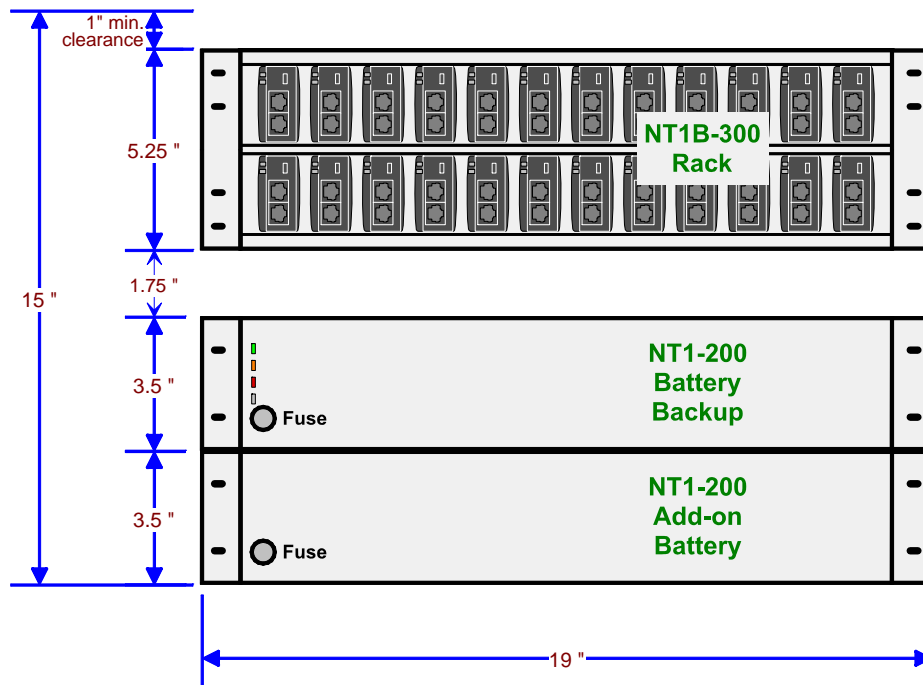 1" min.
clearance
5.25 "
NT1B-300
Rack
1.75 "
15 "
3.5 "
NT1-200
Battery
Backup
Fuse
3.5 "
NT1-200
Add-on
Battery
Fuse
19 "